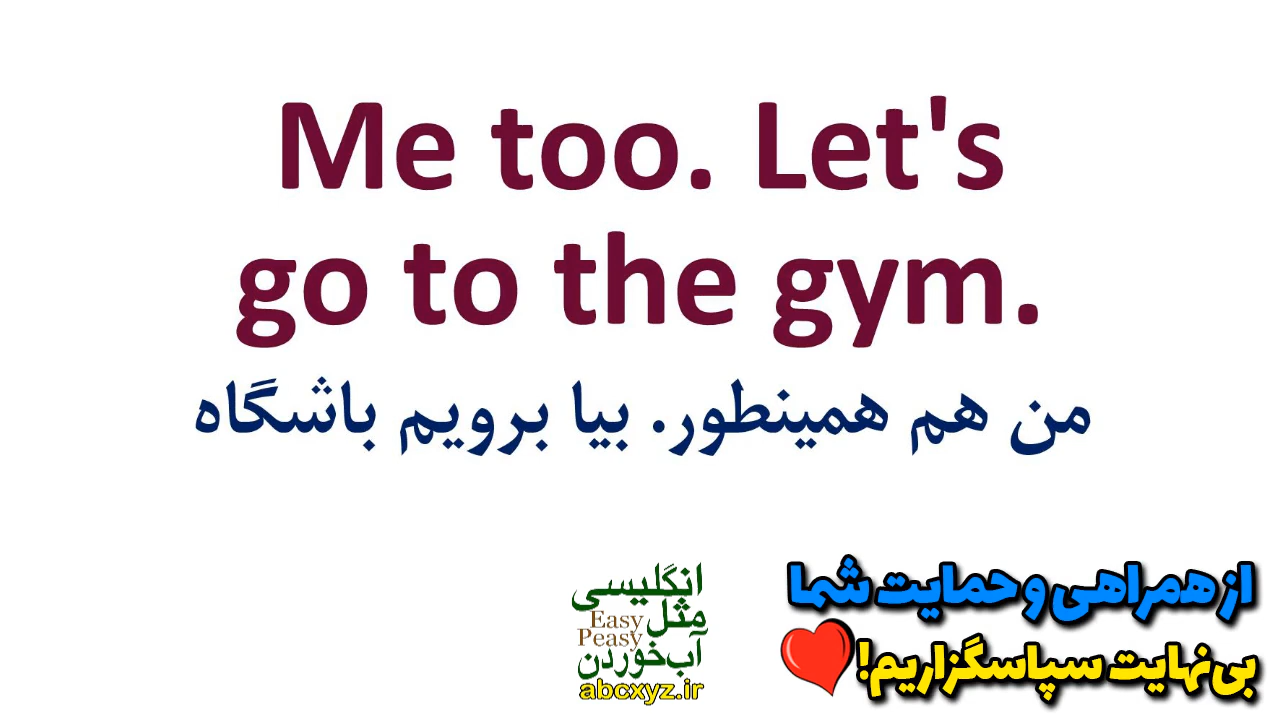 Me too. Let's
go to the gym.
من هم همینطور. بیا برویم باشگاه
انگلیسی
مثل
Easy
Peasy
آب‌خوردن
abcxyz.ir
از همراهی و حمایت شما
بی‌نهایت سپاسگزاریم!